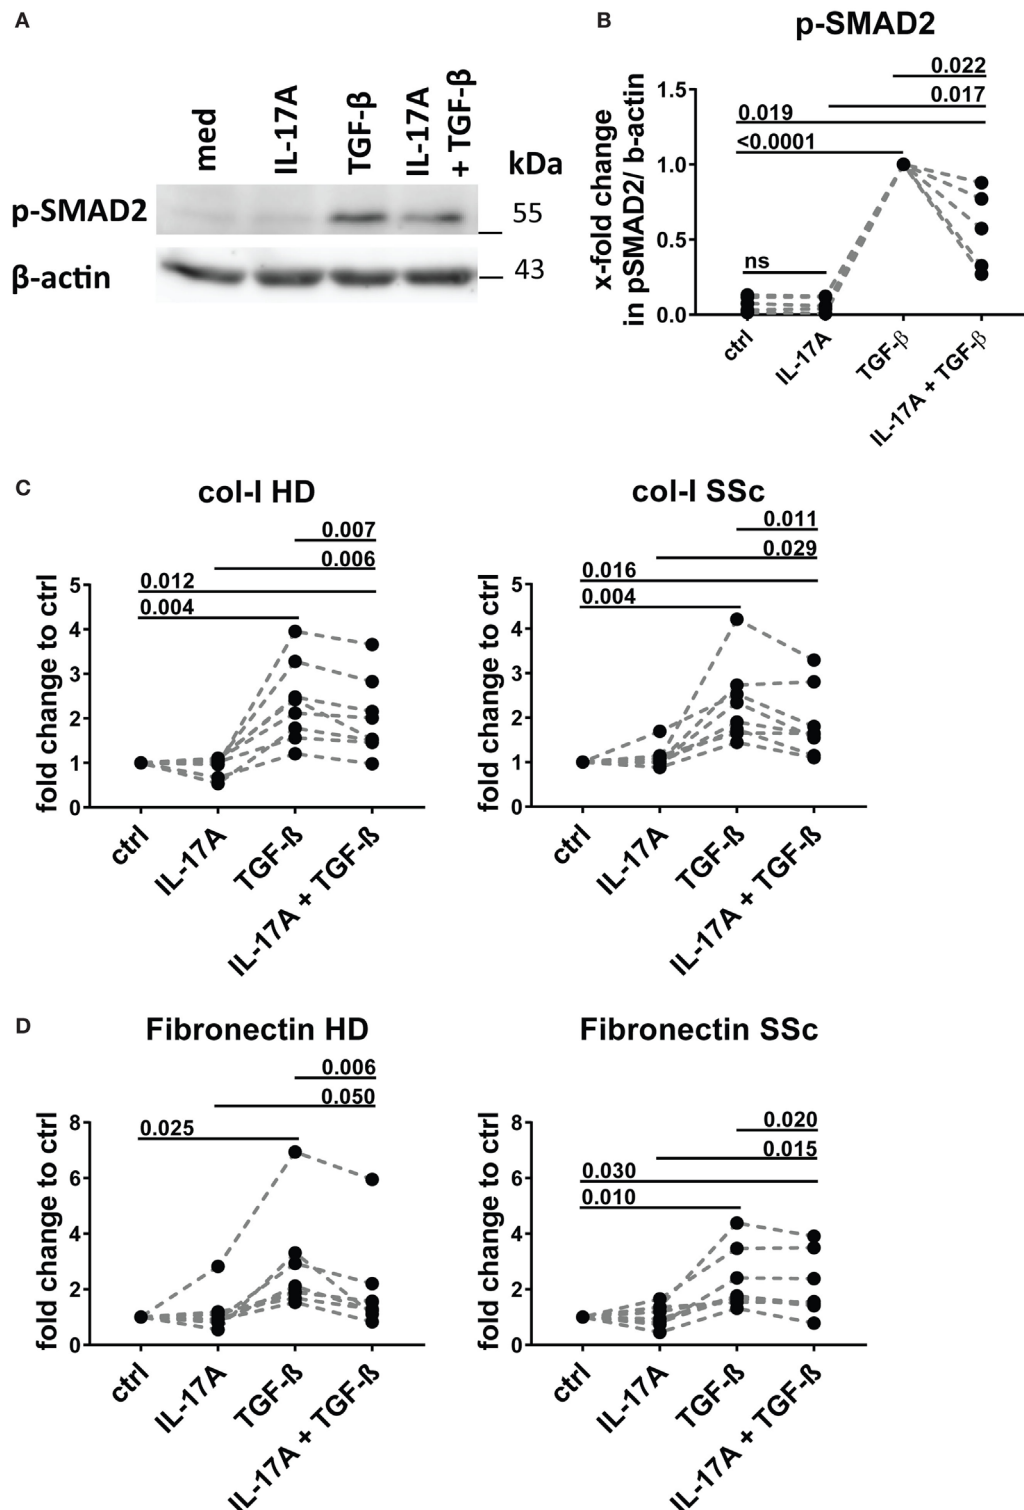 A
med
IL-17A
TGF-β
IL-17A
+ TGF-β
kDa
p-SMAD2
55
β-actin
43
B
p-SMAD2
0.022
0.017
0.019
<0.0001
ns
x-fold change
in pSMAD2/ b-actin
1.5
1.0
0.5
0.0
ctrl
IL-17A
TGF-β
IL-17A + TGF-β
C
col-I HD
0.007
0.006
0.012
0.004
fold change to ctrl
5
4
3
2
1
0
ctrl
IL-17A
TGF-ß
IL-17A + TGF-ß
col-I SSc
0.011
0.029
0.016
0.004
fold change to ctrl
5
4
3
2
1
0
ctrl
IL-17A
TGF-ß
IL-17A + TGF-ß
D
Fibronectin HD
0.006
0.050
0.025
fold change to ctrl
8
6
4
2
0
ctrl
IL-17A
TGF-ß
IL-17A + TGF-ß
Fibronectin SSc
0.020
0.015
0.030
0.010
fold change to ctrl
8
6
4
2
0
ctrl
IL-17A
TGF-ß
IL-17A + TGF-ß